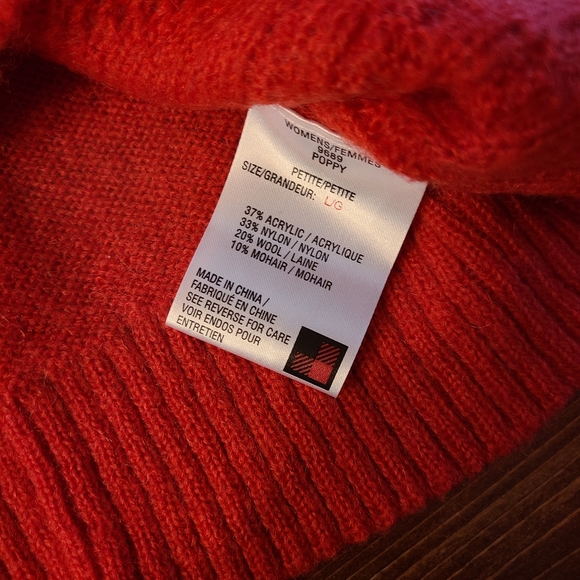 WOMENS/FEMMES
9689
POPPY
PETITE/PETITE
SIZE/GRANDEUR: L/G
37% ACRYLIC / ACRYLIQUE
33% NYLON / NYLON
20% WOOL / LAINE
10% MOHAIR / MOHAIR
MADE IN CHINA /
FABRIQUÉ EN CHINE
SEE REVERSE FOR CARE
VOIR ENDOS POUR
ENTRETIEN